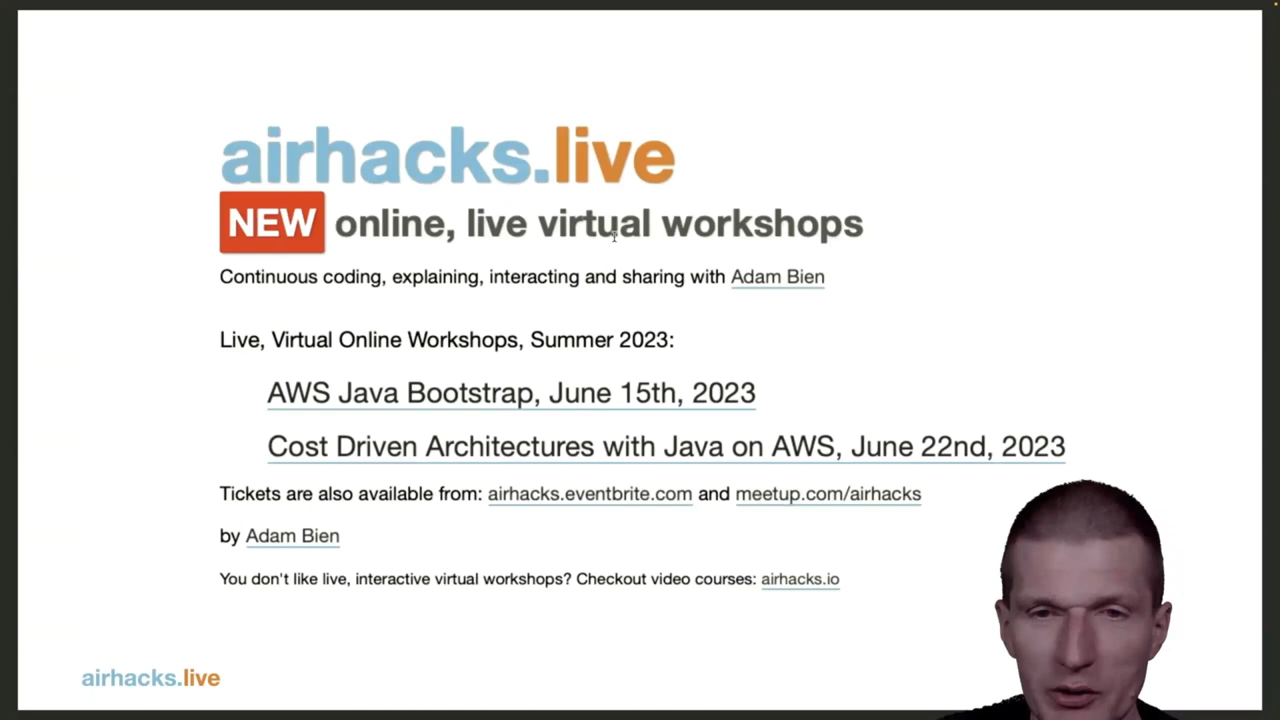 airhacks.live
NEW online, live virtual workshops
Continuous coding, explaining, interacting and sharing with Adam Bien
Live, Virtual Online Workshops, Summer 2023:
AWS Java Bootstrap, June 15th, 2023
Cost Driven Architectures with Java on AWS, June 22nd, 2023
Tickets are also available from: airhacks.eventbrite.com and meetup.com/airhacks
by Adam Bien
You don't like live, interactive virtual workshops? Checkout video courses: airhacks.io
airhacks.live